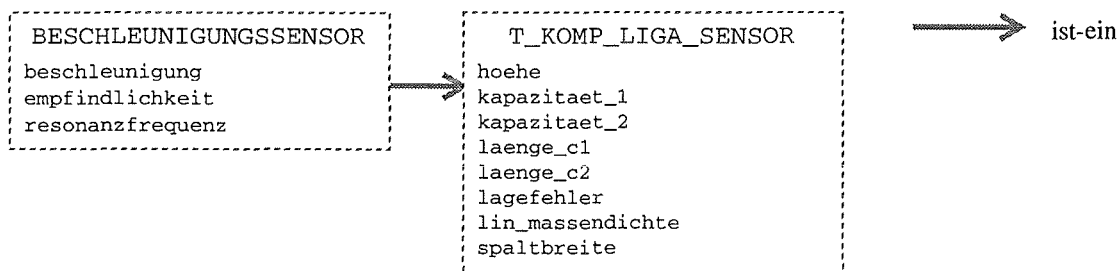 BESCHLEUNIGUNGSSENSOR
beschleunigung
empfindlichkeit
resonanzfrequenz
T_KOMP_LIGA_SENSOR
hoehe
kapazitaet_1
kapazitaet_2
laenge_c1
laenge_c2
lagefehler
lin_massendichte
spaltbreite
ist-ein